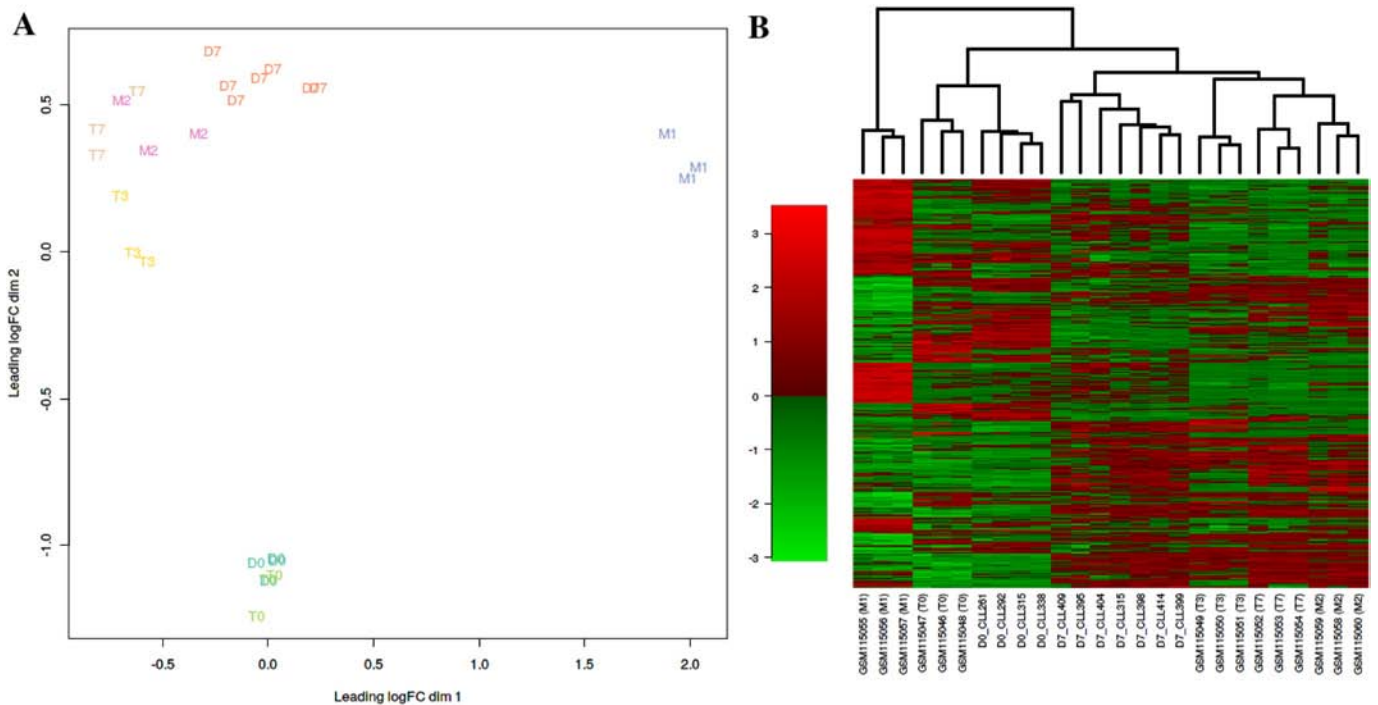 A
B
D7
D7
D7
D7
D7
D7
D7
T7
M2
T7
M2
T7
M2
M1
M1
M1
T3
T3
T3
D0
D0
T0
D0
T0
0.5
0.0
-0.5
-1.0
Leading logFC dim 2
-0.5
0.0
0.5
1.0
1.5
2.0
Leading logFC dim 1
3
2
1
0
-1
-2
-3
GSM115055 (M1)
GSM115056 (M1)
GSM115057 (M1)
GSM115047 (T0)
GSM115046 (T0)
GSM115048 (T0)
D0_CLL261
D0_CLL292
D0_CLL315
D0_CLL338
D7_CLL409
D7_CLL395
D7_CLL404
D7_CLL315
D7_CLL398
D7_CLL414
D7_CLL399
GSM115049 (T3)
GSM115050 (T3)
GSM115051 (T3)
GSM115052 (T7)
GSM115053 (T7)
GSM115054 (T7)
GSM115059 (M2)
GSM115058 (M2)
GSM115060 (M2)